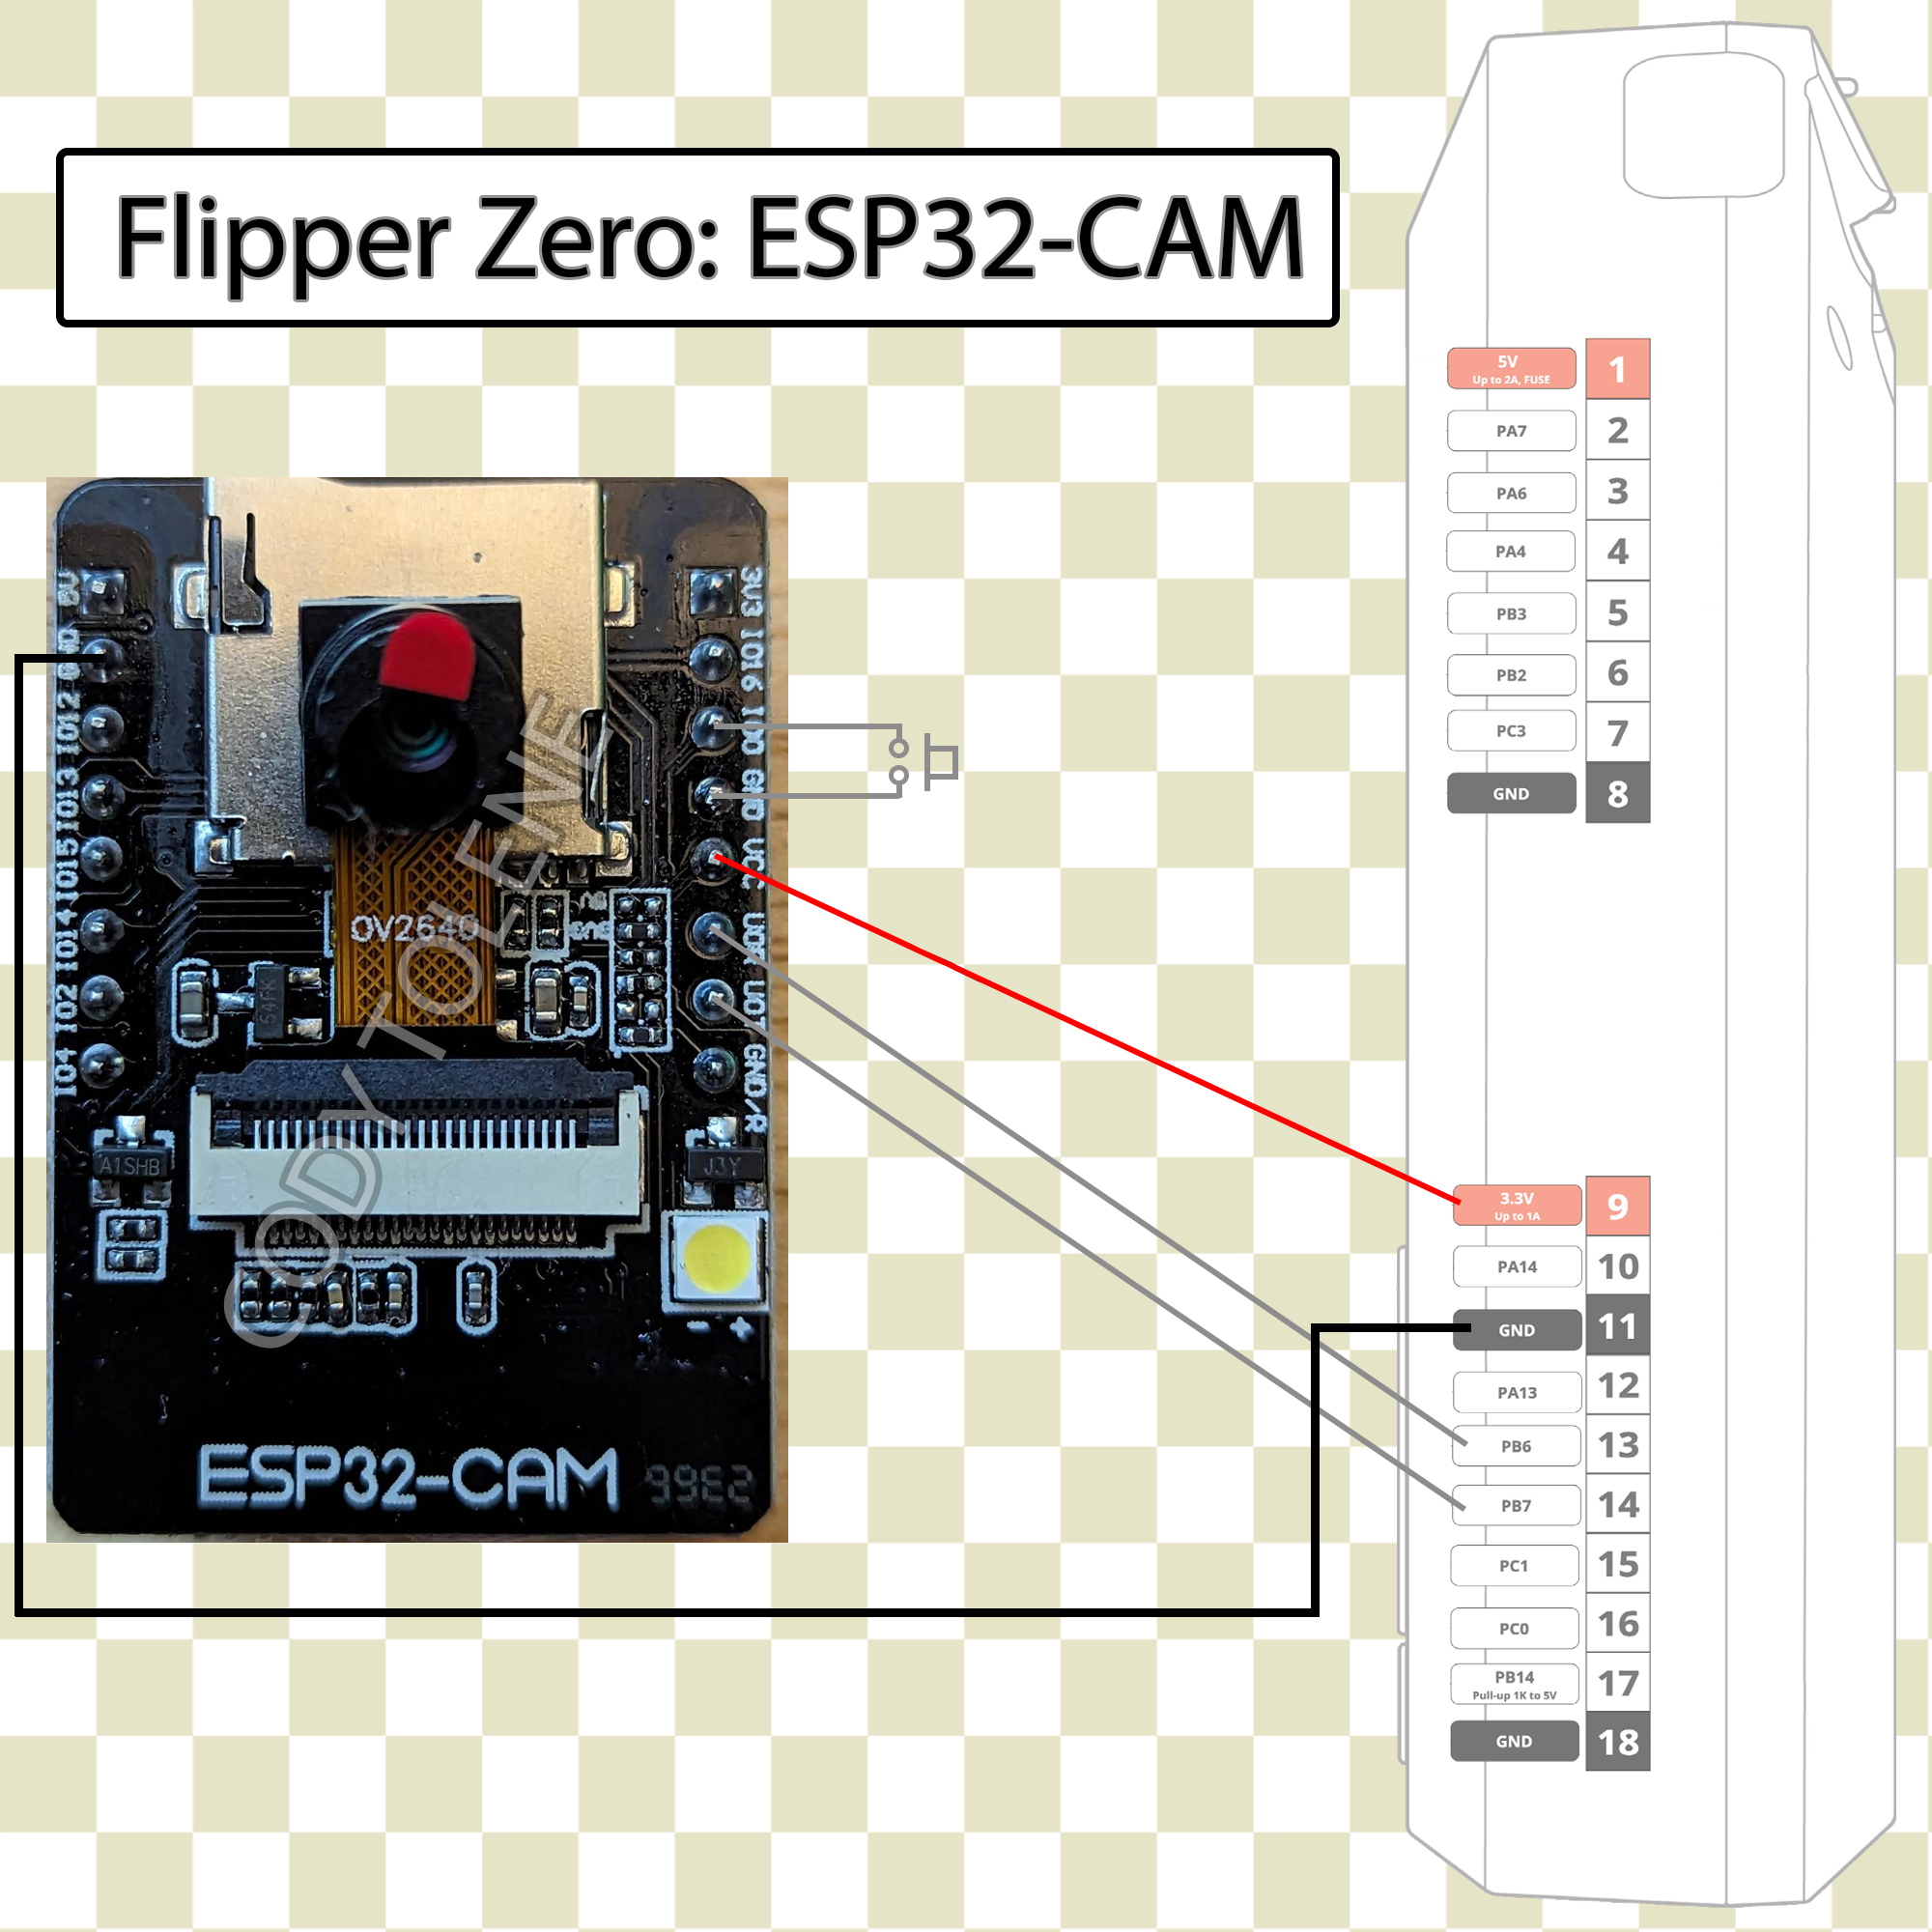 Flipper Zero: ESP32-CAM
5V
GND
IO12
IO13
IO15
IO14
IO2
IO4
3V3
IO16
IO0
GND
VCC
UOR
UOT
GND/R
OV2640
A1SHB
J3Y
- +
ESP32-CAM
CODY TOLENE
5V 1
Up to 2A, FUSE
PA7 2
PA6 3
PA4 4
PB3 5
PB2 6
PC3 7
GND 8
3.3V 9
Up to 1A
PA14 10
GND 11
PA13 12
PB6 13
PB7 14
PC1 15
PC0 16
PB14 17
Pull-up 1K to 5V
GND 18